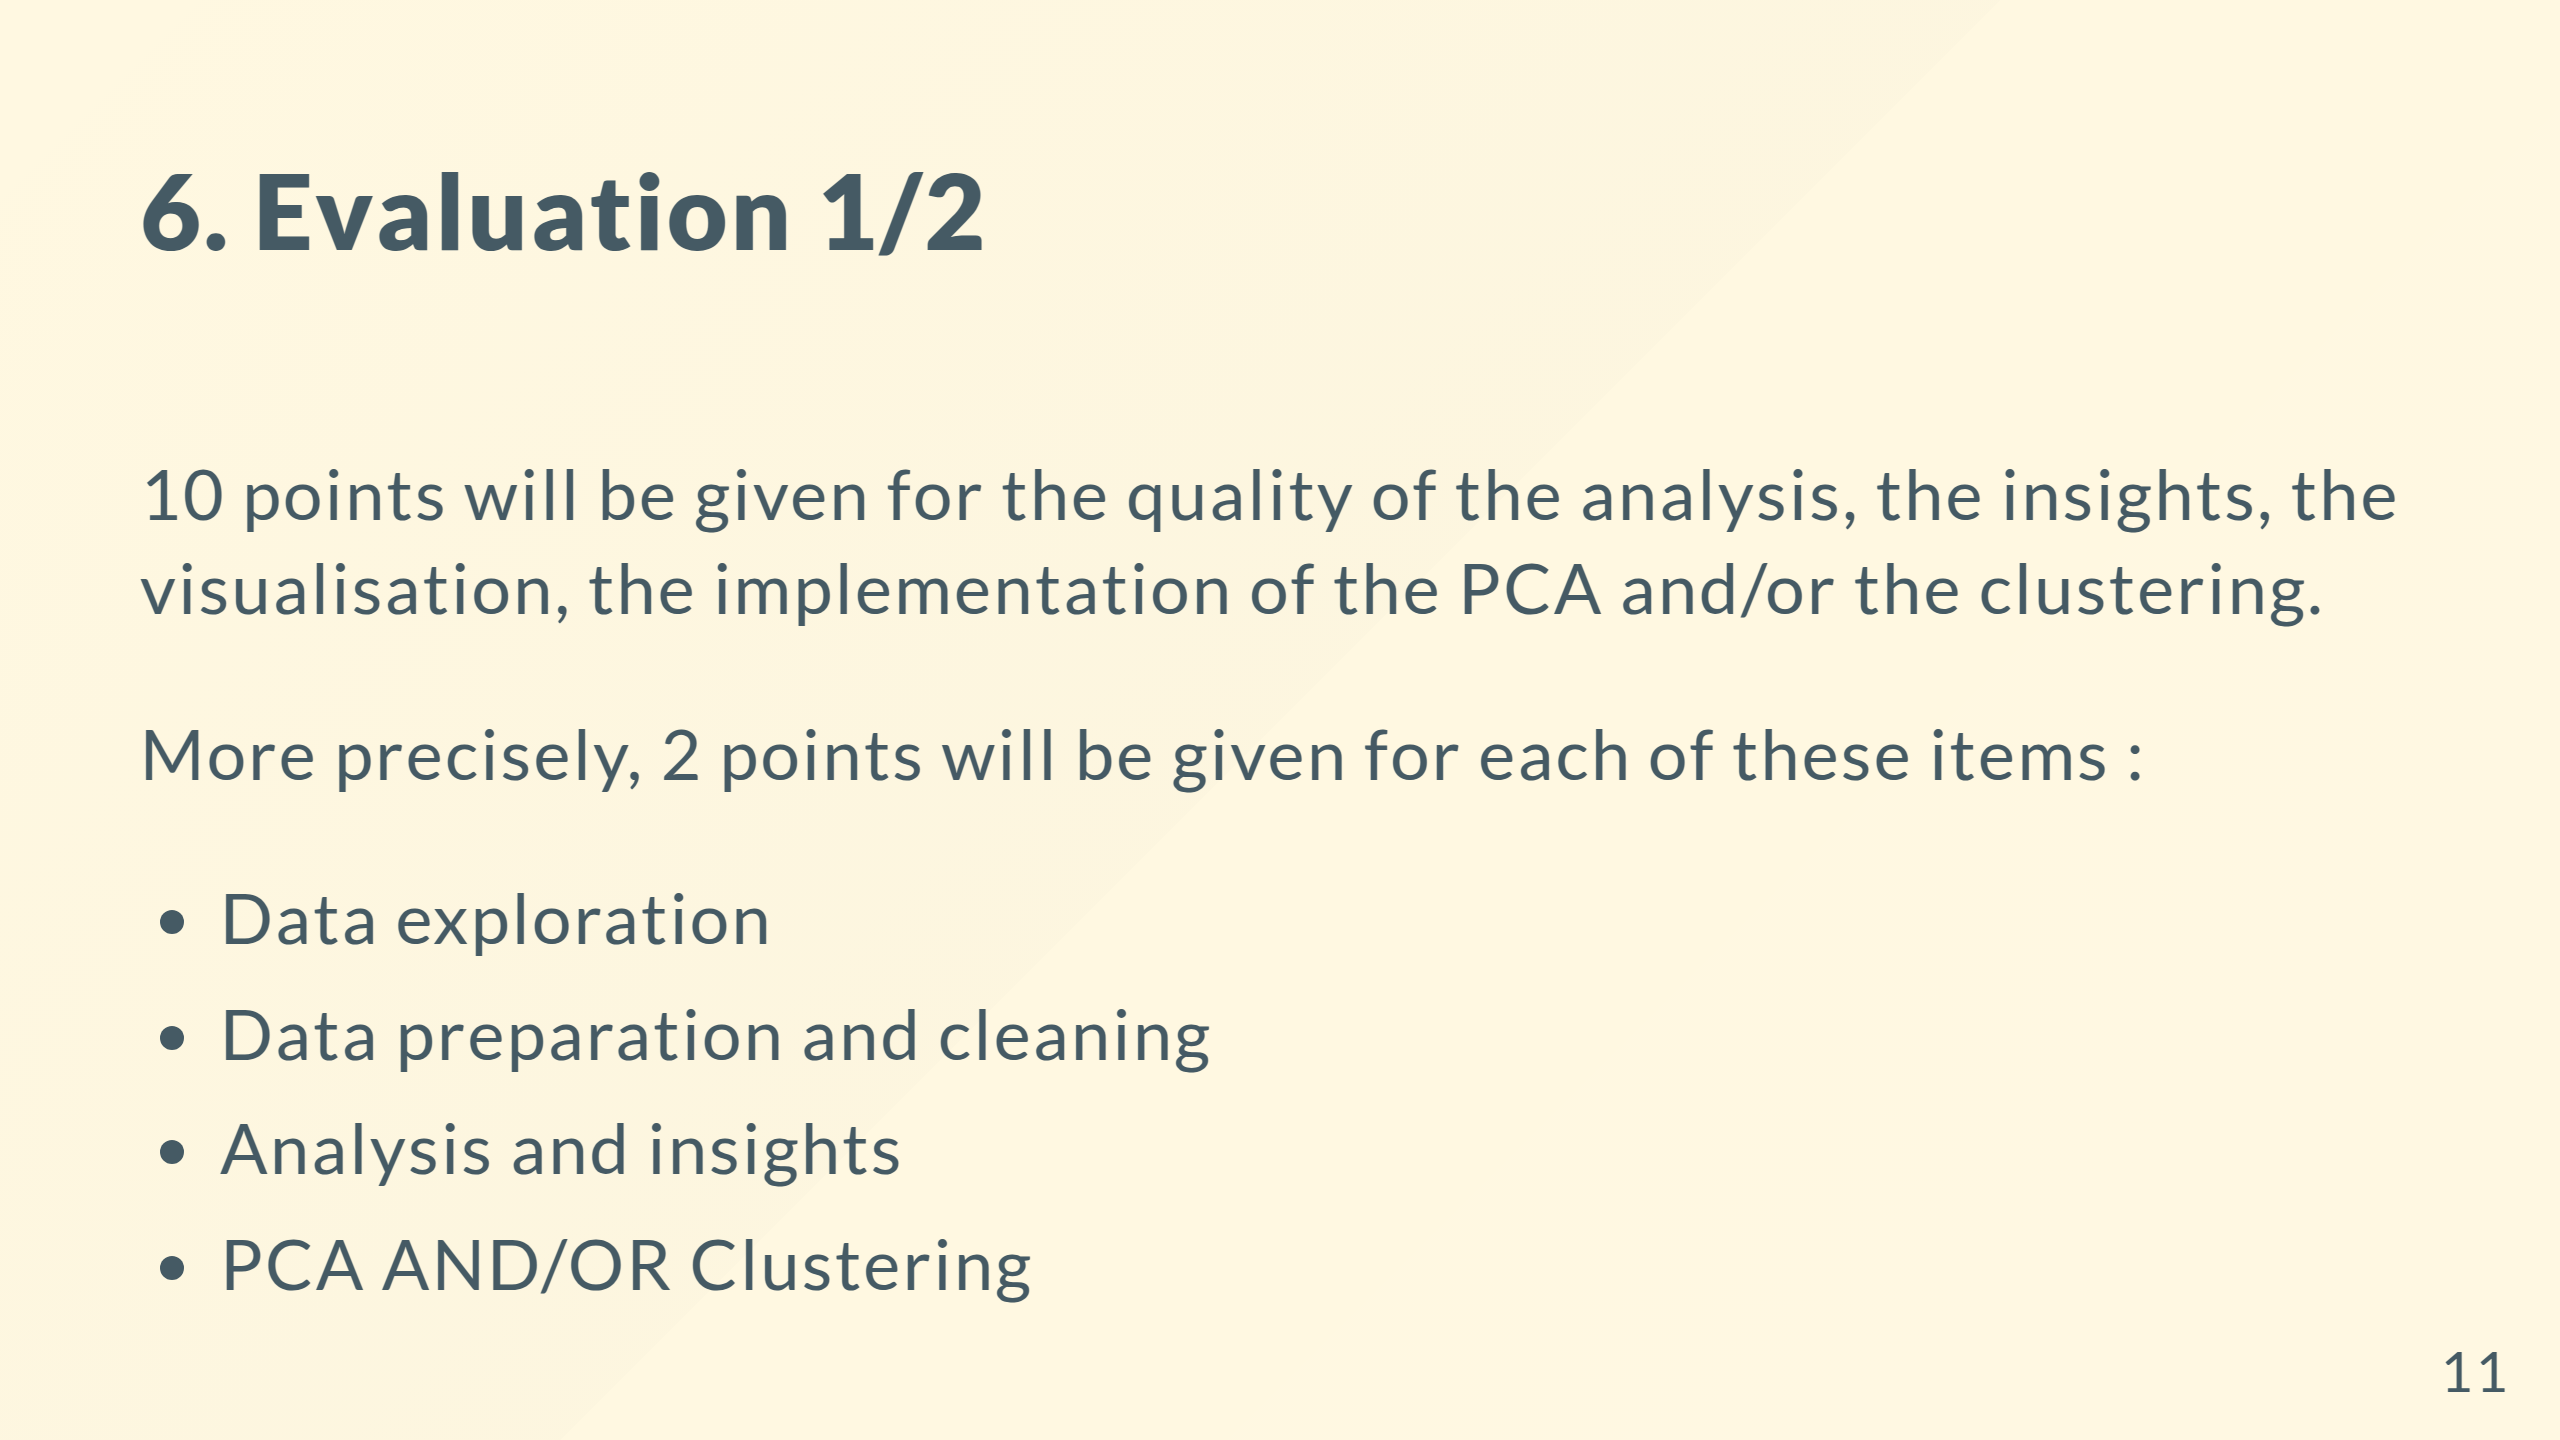 6. Evaluation 1/2
10 points will be given for the quality of the analysis, the insights, the
visualisation, the implementation of the PCA and/or the clustering.
More precisely, 2 points will be given for each of these items :
• Data exploration
• Data preparation and cleaning
• Analysis and insights
• PCA AND/OR Clustering
11